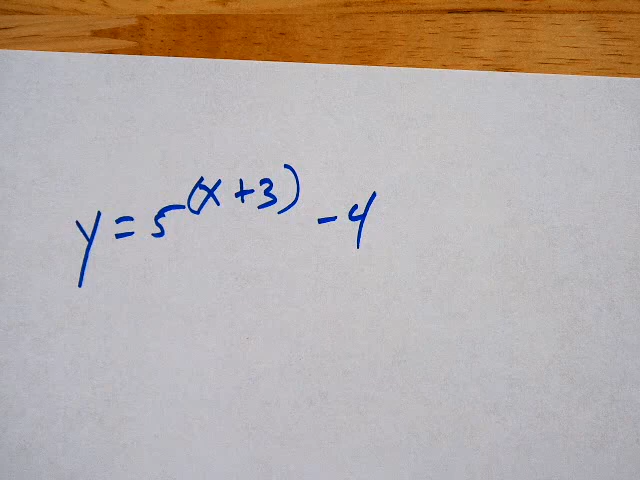 y = 5^(x+3) - 4